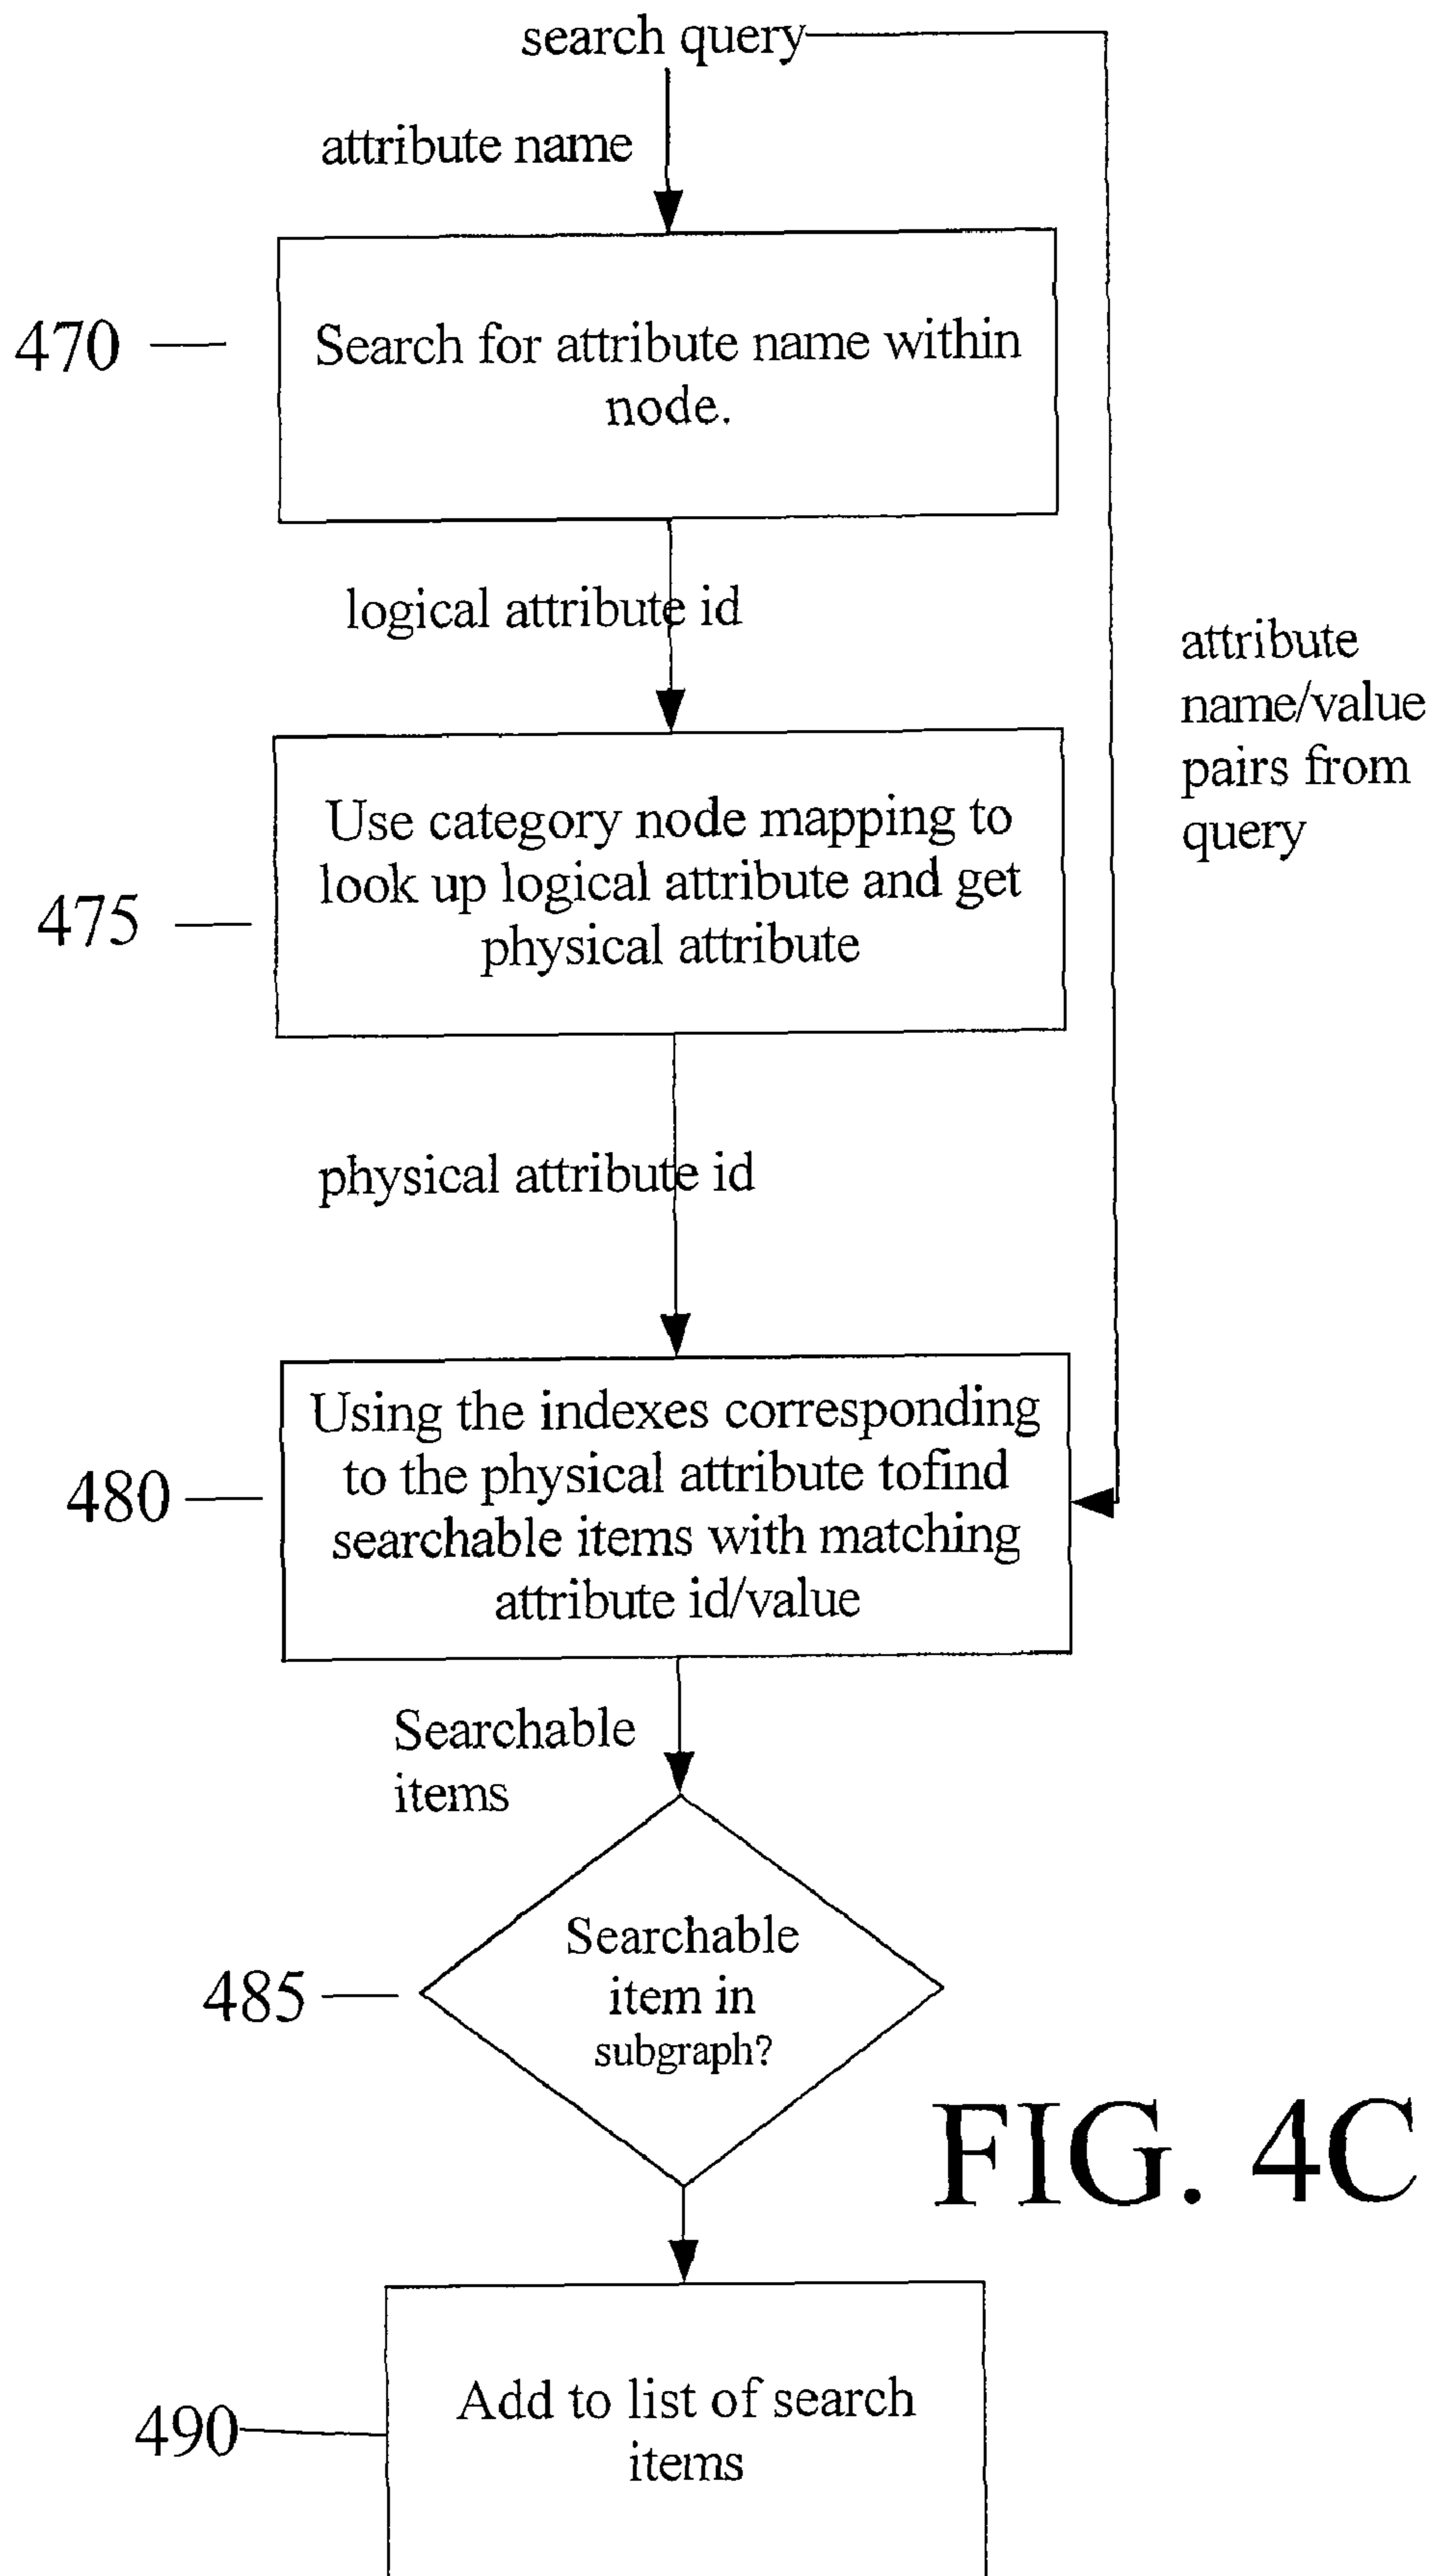 search query
attribute name
470
Search for attribute name within
node.
logical attribute id
attribute
name/value
pairs from
query
475
Use category node mapping to
look up logical attribute and get
physical attribute
physical attribute id
480
Using the indexes corresponding
to the physical attribute tofind
searchable items with matching
attribute id/value
Searchable
items
485
Searchable
item in
subgraph?
FIG. 4C
490
Add to list of search
items